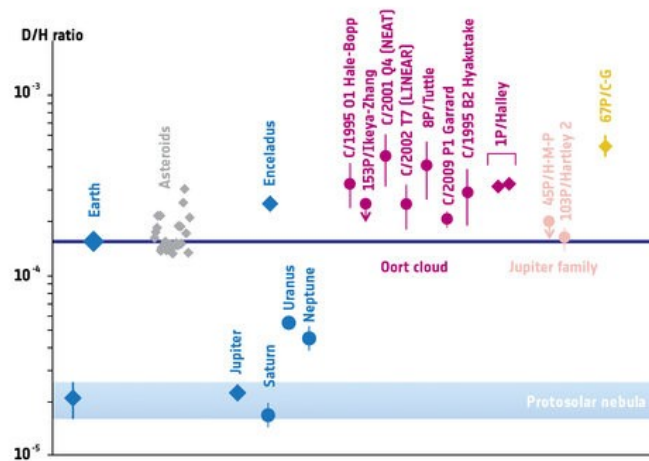 D/H ratio
10⁻³
10⁻⁴
10⁻⁵
Earth
Asteroids
Enceladus
Jupiter
Saturn
Uranus
Neptune
C/1995 O1 Hale-Bopp
153P/Ikeya-Zhang
C/2001 Q4 (NEAT)
C/2002 T7 (LINEAR)
8P/Tuttle
C/2009 P1 Garrard
C/1995 B2 Hyakutake
1P/Halley
45P/H-M-P
103P/Hartley 2
67P/C-G
Oort cloud
Jupiter family
Protosolar nebula